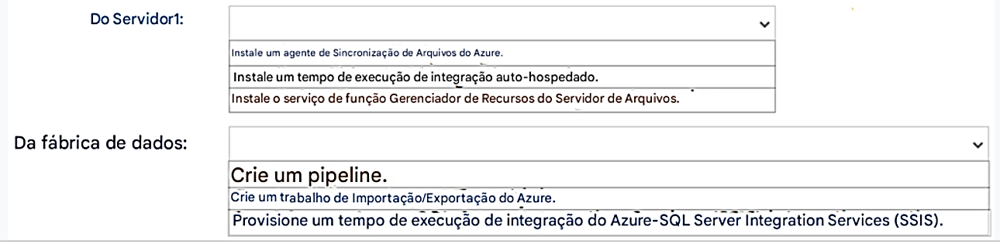 Do Servidor1:
Instale um agente de Sincronização de Arquivos do Azure.
Instale um tempo de execução de integração auto-hospedado.
Instale o serviço de função Gerenciador de Recursos do Servidor de Arquivos.
Da fábrica de dados:
Crie um pipeline.
Crie um trabalho de Importação/Exportação do Azure.
Provisione um tempo de execução de integração do Azure-SQL Server Integration Services (SSIS).